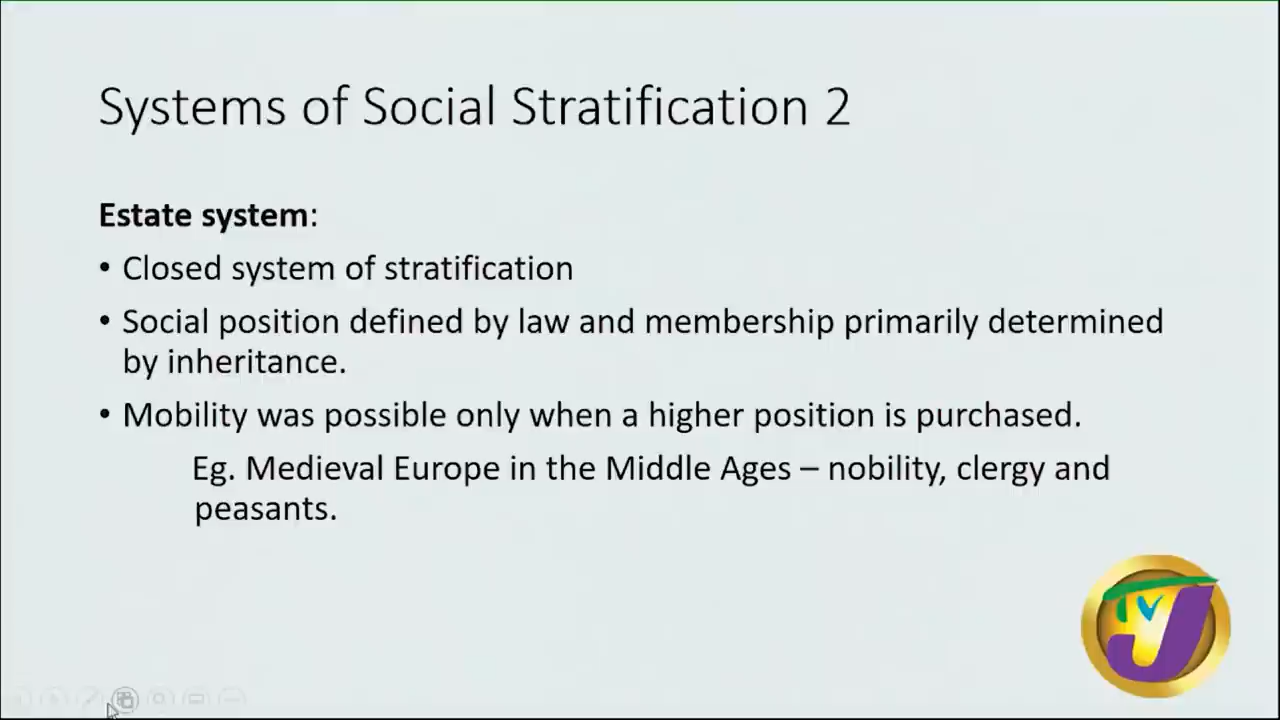 Systems of Social Stratification 2
Estate system:
• Closed system of stratification
• Social position defined by law and membership primarily determined
by inheritance.
• Mobility was possible only when a higher position is purchased.
Eg. Medieval Europe in the Middle Ages – nobility, clergy and
peasants.
TVJ